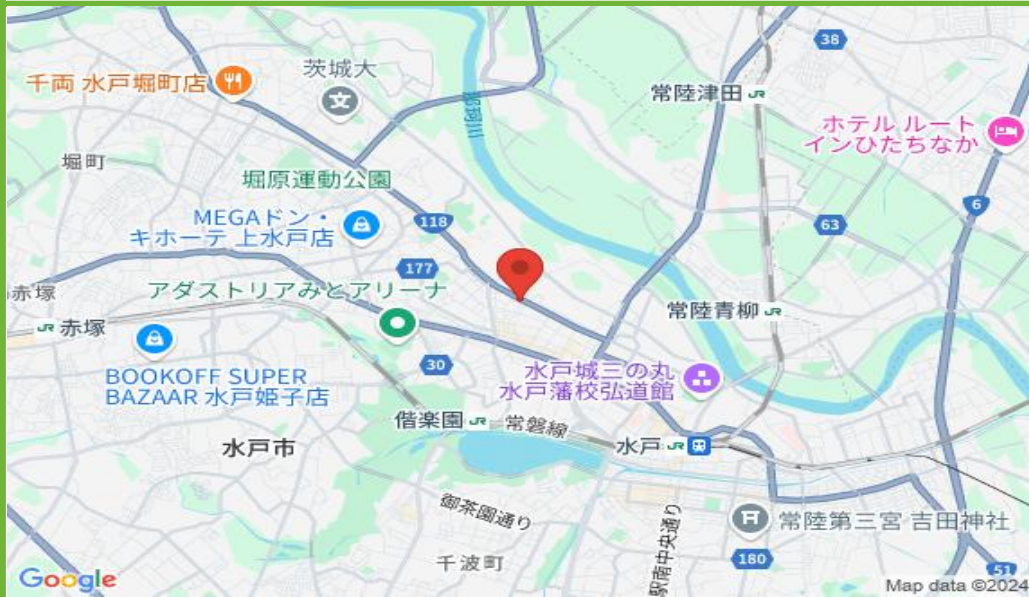 38
千両 水戸堀町店
茨城大
常陸津田
JR
那珂川
ホテル ルート
インひたちなか
堀町
堀原運動公園
6
MEGAドン・
キホーテ 上水戸店
118
63
177
赤塚
アダストリアみとアリーナ
JR 赤塚
常陸青柳 JR
BOOKOFF SUPER
BAZAAR 水戸姫子店
30
水戸城三の丸
水戸藩校弘道館
偕楽園 JR
常磐線
水戸 JR
水戸市
御茶園通り
駅南中央通り
常陸第三宮 吉田神社
千波町
180
51
Google
Map data ©2024